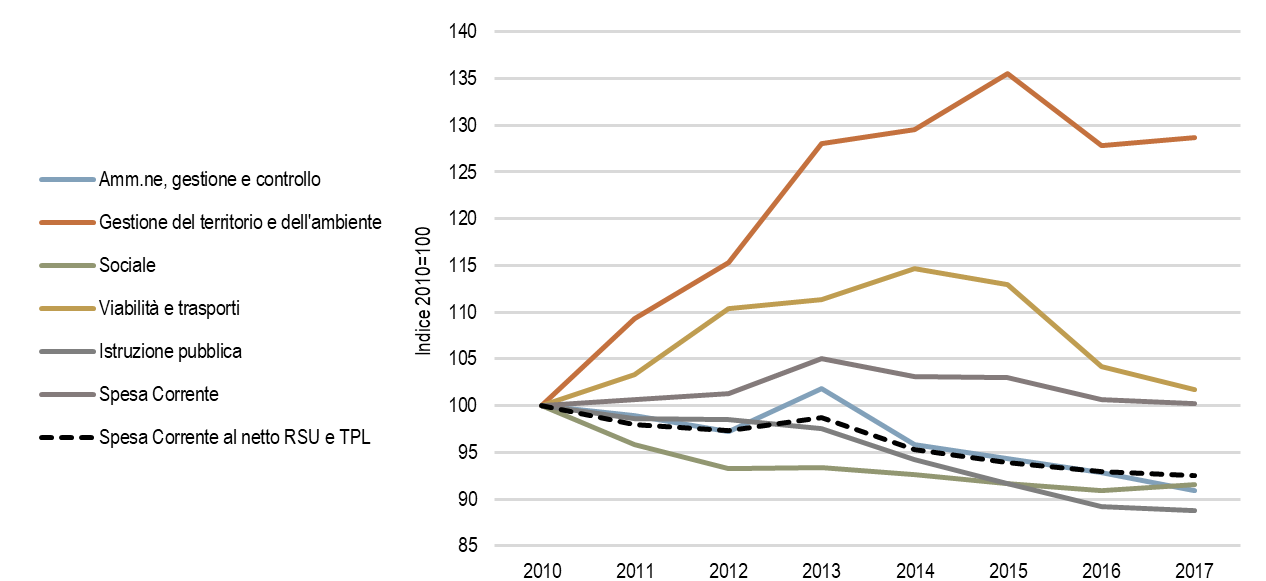 Amm.ne, gestione e controllo
Gestione del territorio e dell'ambiente
Sociale
Viabilità e trasporti
Istruzione pubblica
Spesa Corrente
Spesa Corrente al netto RSU e TPL
Indice 2010=100
140
135
130
125
120
115
110
105
100
95
90
85
2010 2011 2012 2013 2014 2015 2016 2017